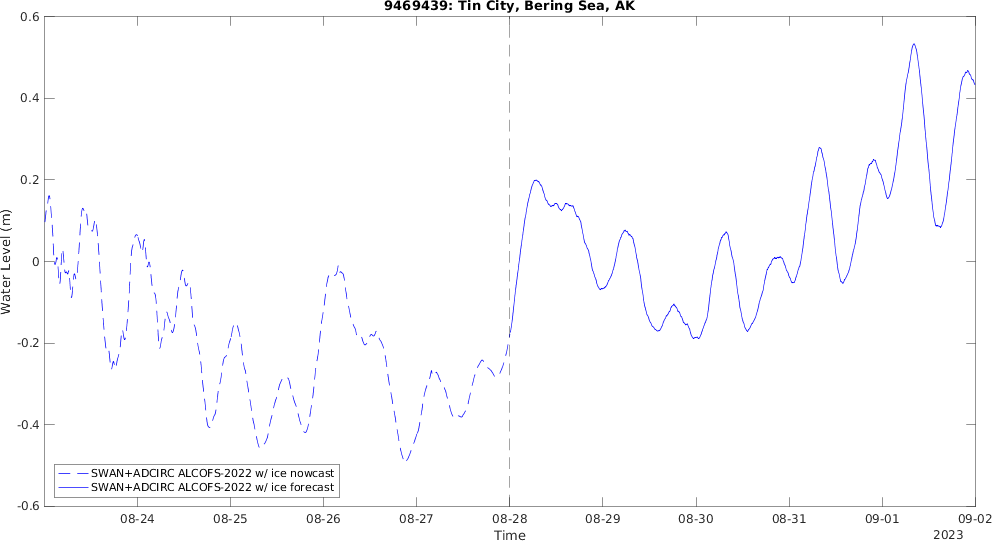 9469439: Tin City, Bering Sea, AK
0.6
0.4
0.2
0
-0.2
-0.4
-0.6
Water Level (m)
SWAN+ADCIRC ALCOFS-2022 w/ ice nowcast
SWAN+ADCIRC ALCOFS-2022 w/ ice forecast
08-24 08-25 08-26 08-27 08-28 08-29 08-30 08-31 09-01 09-02
Time
2023